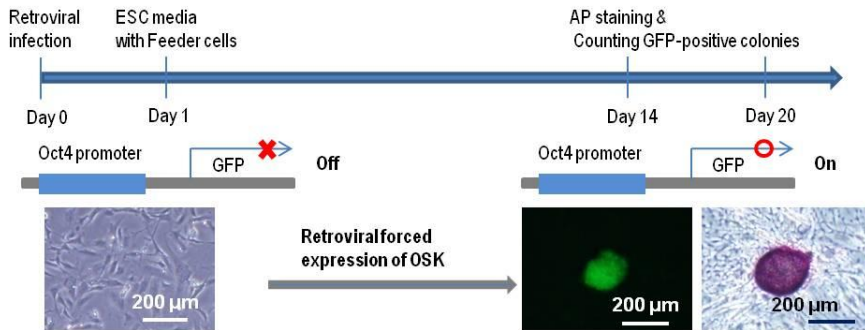 Retroviral
infection
ESC media
with Feeder cells
AP staining &
Counting GFP-positive colonies
Day 0
Day 1
Day 14
Day 20
Oct4 promoter
GFP
Off
Oct4 promoter
GFP
On
Retroviral forced
expression of OSK
200 μm
200 μm
200 μm